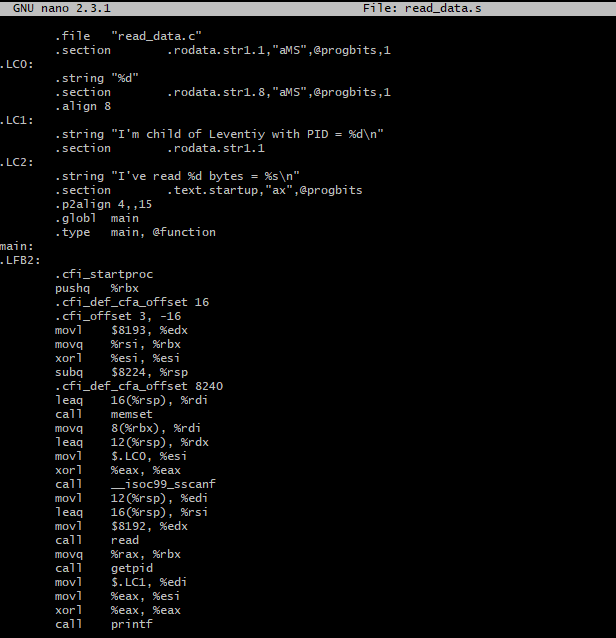 GNU nano 2.3.1                                    File: read_data.s
        .file   "read_data.c"
        .section        .rodata.str1.1,"aMS",@progbits,1
.LC0:
        .string "%d"
        .section        .rodata.str1.8,"aMS",@progbits,1
        .align 8
.LC1:
        .string "I'm child of Leventiy with PID = %d\n"
        .section        .rodata.str1.1
.LC2:
        .string "I've read %d bytes = %s\n"
        .section        .text.startup,"ax",@progbits
        .p2align 4,,15
        .globl  main
        .type   main, @function
main:
.LFB2:
        .cfi_startproc
        pushq   %rbx
        .cfi_def_cfa_offset 16
        .cfi_offset 3, -16
        movl    $8193, %edx
        movq    %rsi, %rbx
        xorl    %esi, %esi
        subq    $8224, %rsp
        .cfi_def_cfa_offset 8240
        leaq    16(%rsp), %rdi
        call    memset
        movq    8(%rbx), %rdi
        leaq    12(%rsp), %rdx
        movl    $.LC0, %esi
        xorl    %eax, %eax
        call    __isoc99_sscanf
        movl    12(%rsp), %edi
        leaq    16(%rsp), %rsi
        movl    $8192, %edx
        call    read
        movq    %rax, %rbx
        call    getpid
        movl    $.LC1, %edi
        movl    %eax, %esi
        xorl    %eax, %eax
        call    printf